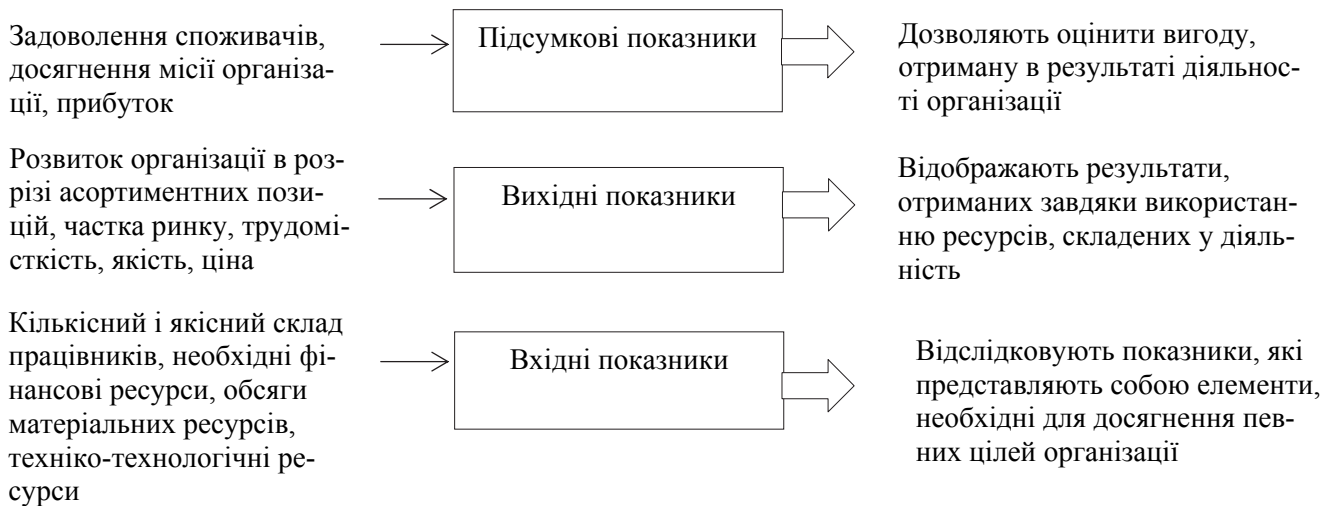 Задоволення споживачів,
досягнення місії організа-
ції, прибуток
Підсумкові показники
Дозволяють оцінити вигоду,
отриману в результаті діяльнос-
ті організації
Розвиток організації в роз-
різі асортиментних пози-
цій, частка ринку, трудомі-
сткість, якість, ціна
Вихідні показники
Відображають результати,
отриманих завдяки використан-
ню ресурсів, складених у діяль-
ність
Кількісний і якісний склад
працівників, необхідні фі-
нансові ресурси, обсяги
матеріальних ресурсів,
техніко-технологічні ре-
сурси
Вхідні показники
Відслідковують показники, які
представляють собою елементи,
необхідні для досягнення пев-
них цілей організації